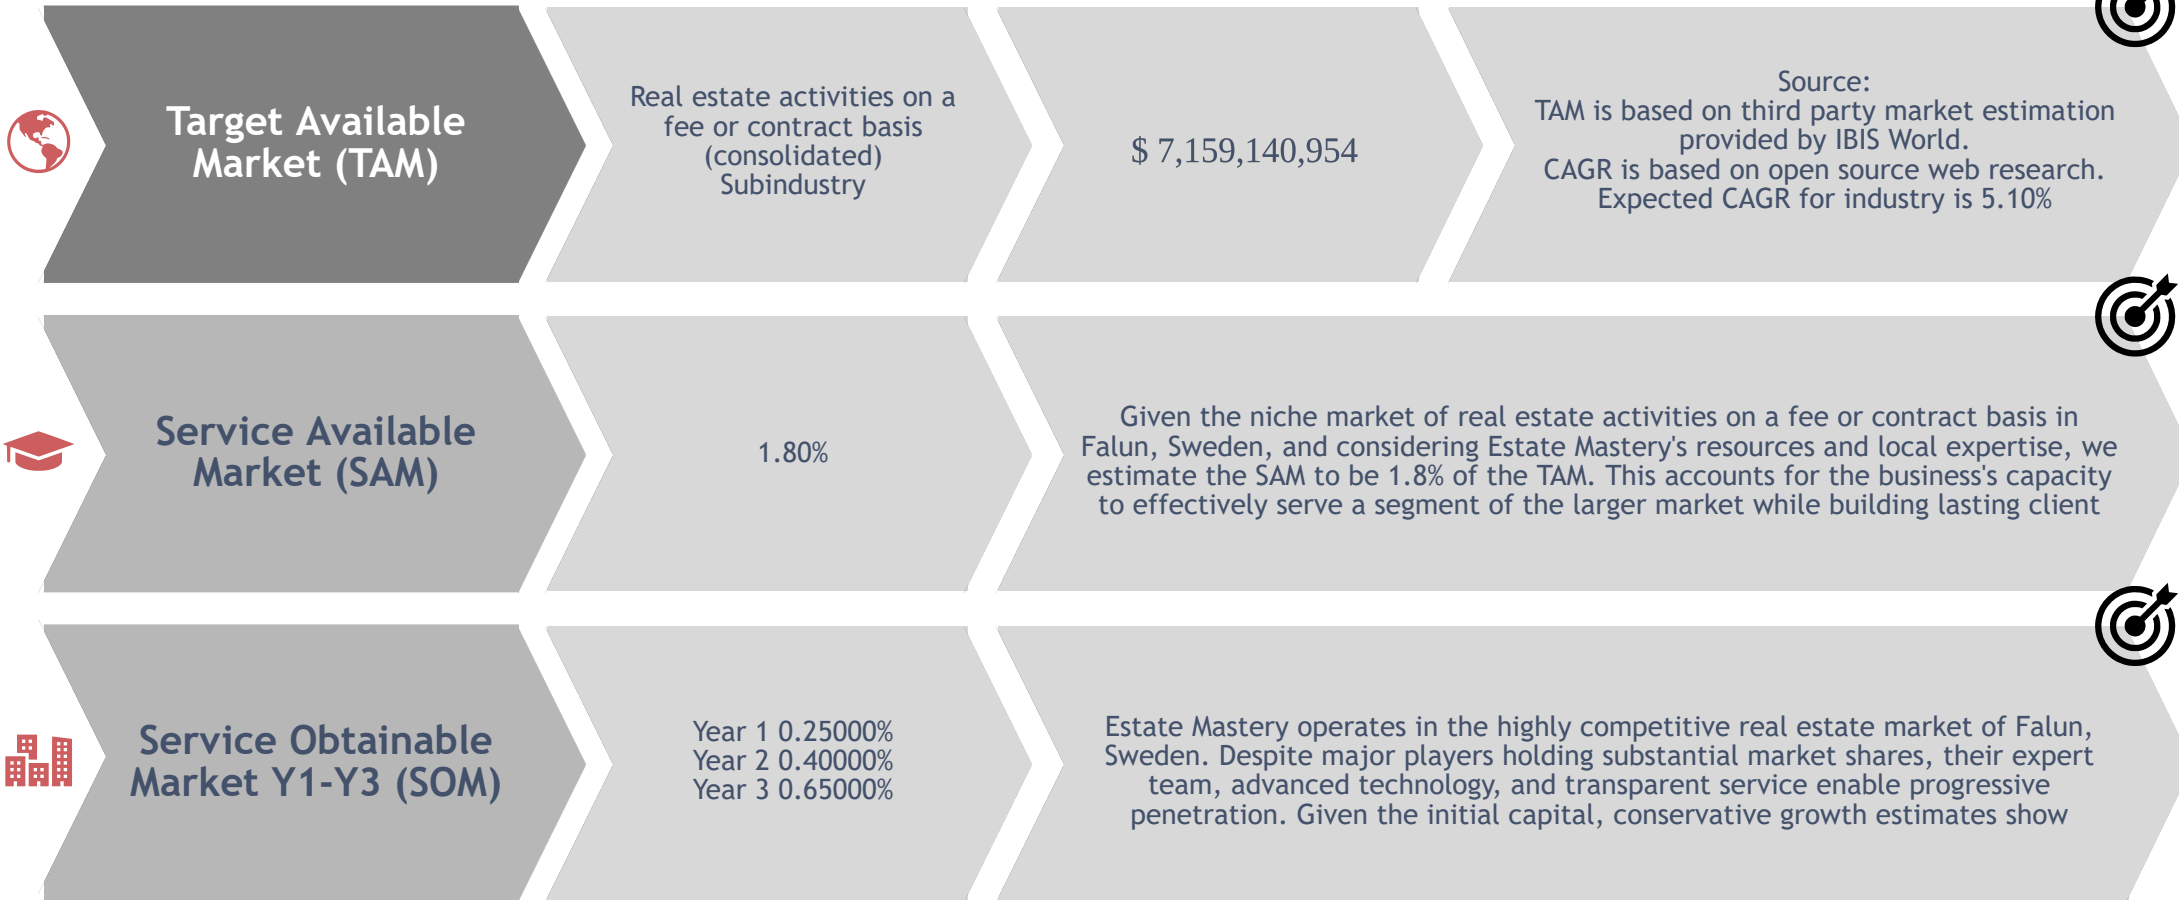 Target Available
Market (TAM)
Real estate activities on a
fee or contract basis
(consolidated)
Subindustry
$ 7,159,140,954
Source:
TAM is based on third party market estimation
provided by IBIS World.
CAGR is based on open source web research.
Expected CAGR for industry is 5.10%
Service Available
Market (SAM)
1.80%
Given the niche market of real estate activities on a fee or contract basis in
Falun, Sweden, and considering Estate Mastery's resources and local expertise, we
estimate the SAM to be 1.8% of the TAM. This accounts for the business's capacity
to effectively serve a segment of the larger market while building lasting client
Service Obtainable
Market Y1-Y3 (SOM)
Year 1 0.25000%
Year 2 0.40000%
Year 3 0.65000%
Estate Mastery operates in the highly competitive real estate market of Falun,
Sweden. Despite major players holding substantial market shares, their expert
team, advanced technology, and transparent service enable progressive
penetration. Given the initial capital, conservative growth estimates show